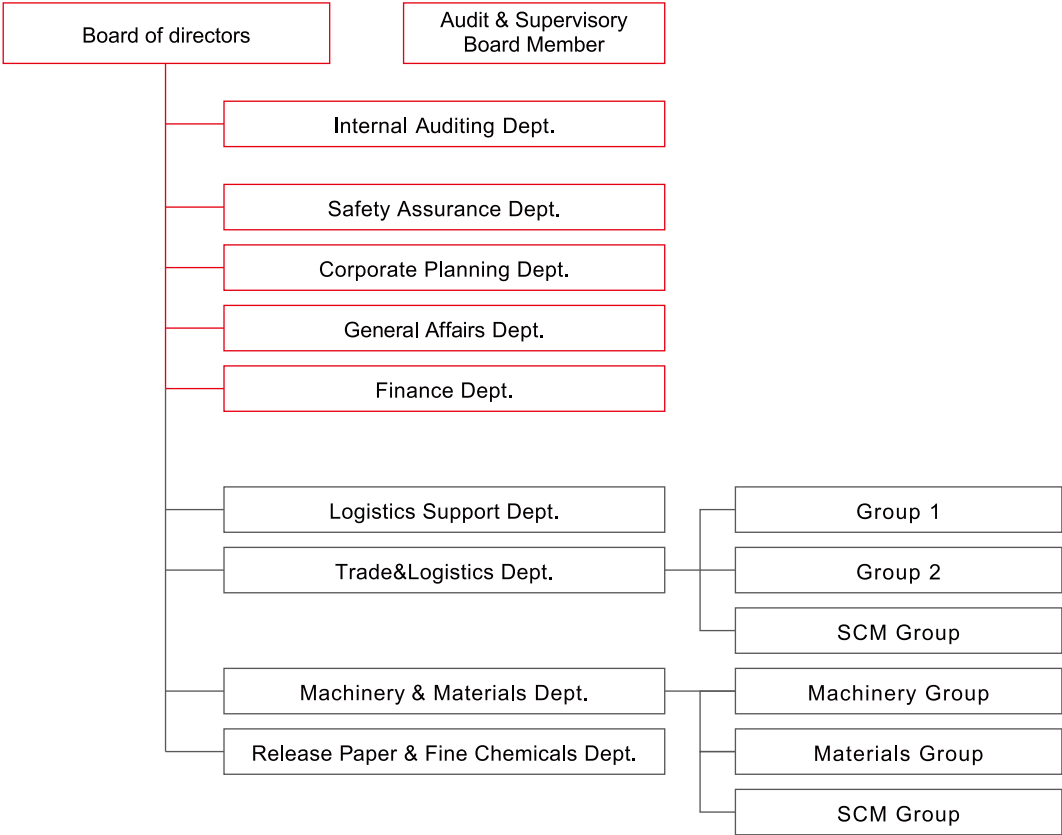 Board of directors
Audit & Supervisory
Board Member
Internal Auditing Dept.
Safety Assurance Dept.
Corporate Planning Dept.
General Affairs Dept.
Finance Dept.
Logistics Support Dept.
Group 1
Trade&Logistics Dept.
Group 2
SCM Group
Machinery & Materials Dept.
Machinery Group
Release Paper & Fine Chemicals Dept.
Materials Group
SCM Group